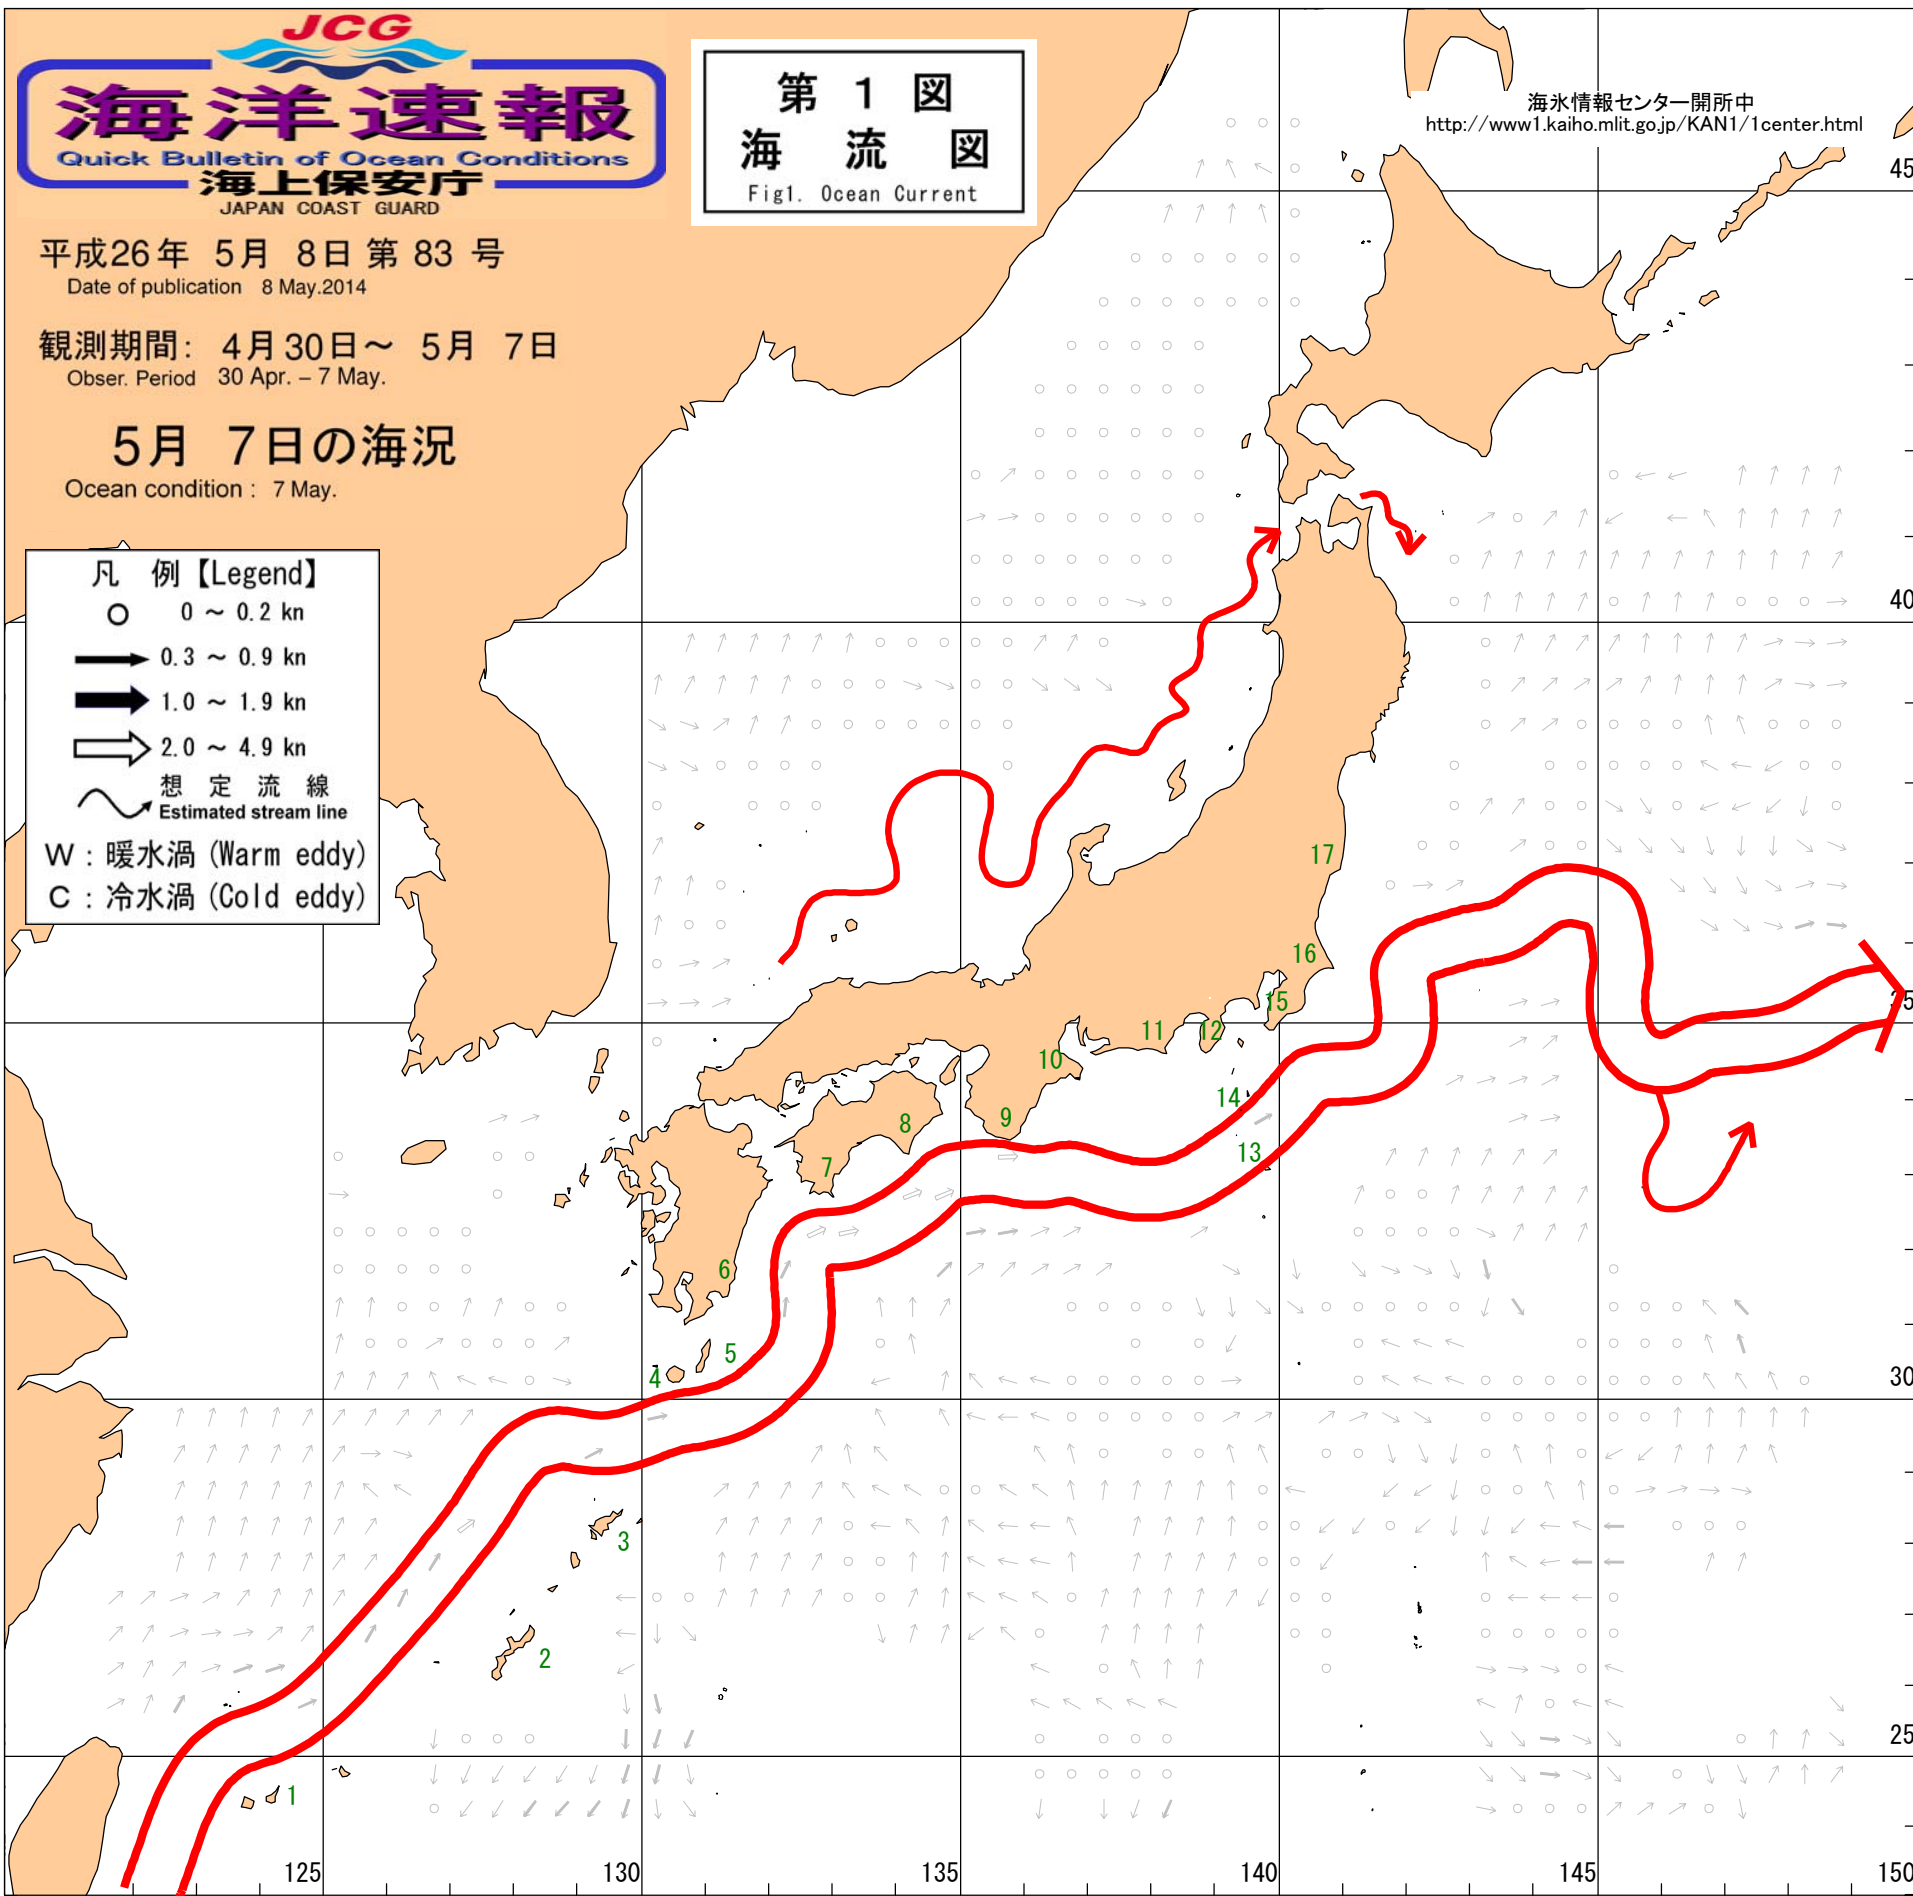 JCG
海洋速報
Quick Bulletin of Ocean Conditions
海上保安庁
JAPAN COAST GUARD
第 1 図
海 流 図
Fig1. Ocean Current
海氷情報センター開所中
http://www1.kaiho.mlit.go.jp/KAN1/1center.html
平成26年 5月 8日 第 83 号
Date of publication 8 May.2014
観測期間: 4月30日~ 5月 7日
Obser. Period 30 Apr. – 7 May.
5月 7日の海況
Ocean condition : 7 May.
凡 例【Legend】
0 ~ 0.2 kn
0.3 ~ 0.9 kn
1.0 ~ 1.9 kn
2.0 ~ 4.9 kn
想 定 流 線
Estimated stream line
W : 暖水渦 (Warm eddy)
C : 冷水渦 (Cold eddy)
45
40
35
30
25
17
16
15
12
11
10
14
9
8
13
7
6
5
4
3
2
1
125
130
135
140
145
150